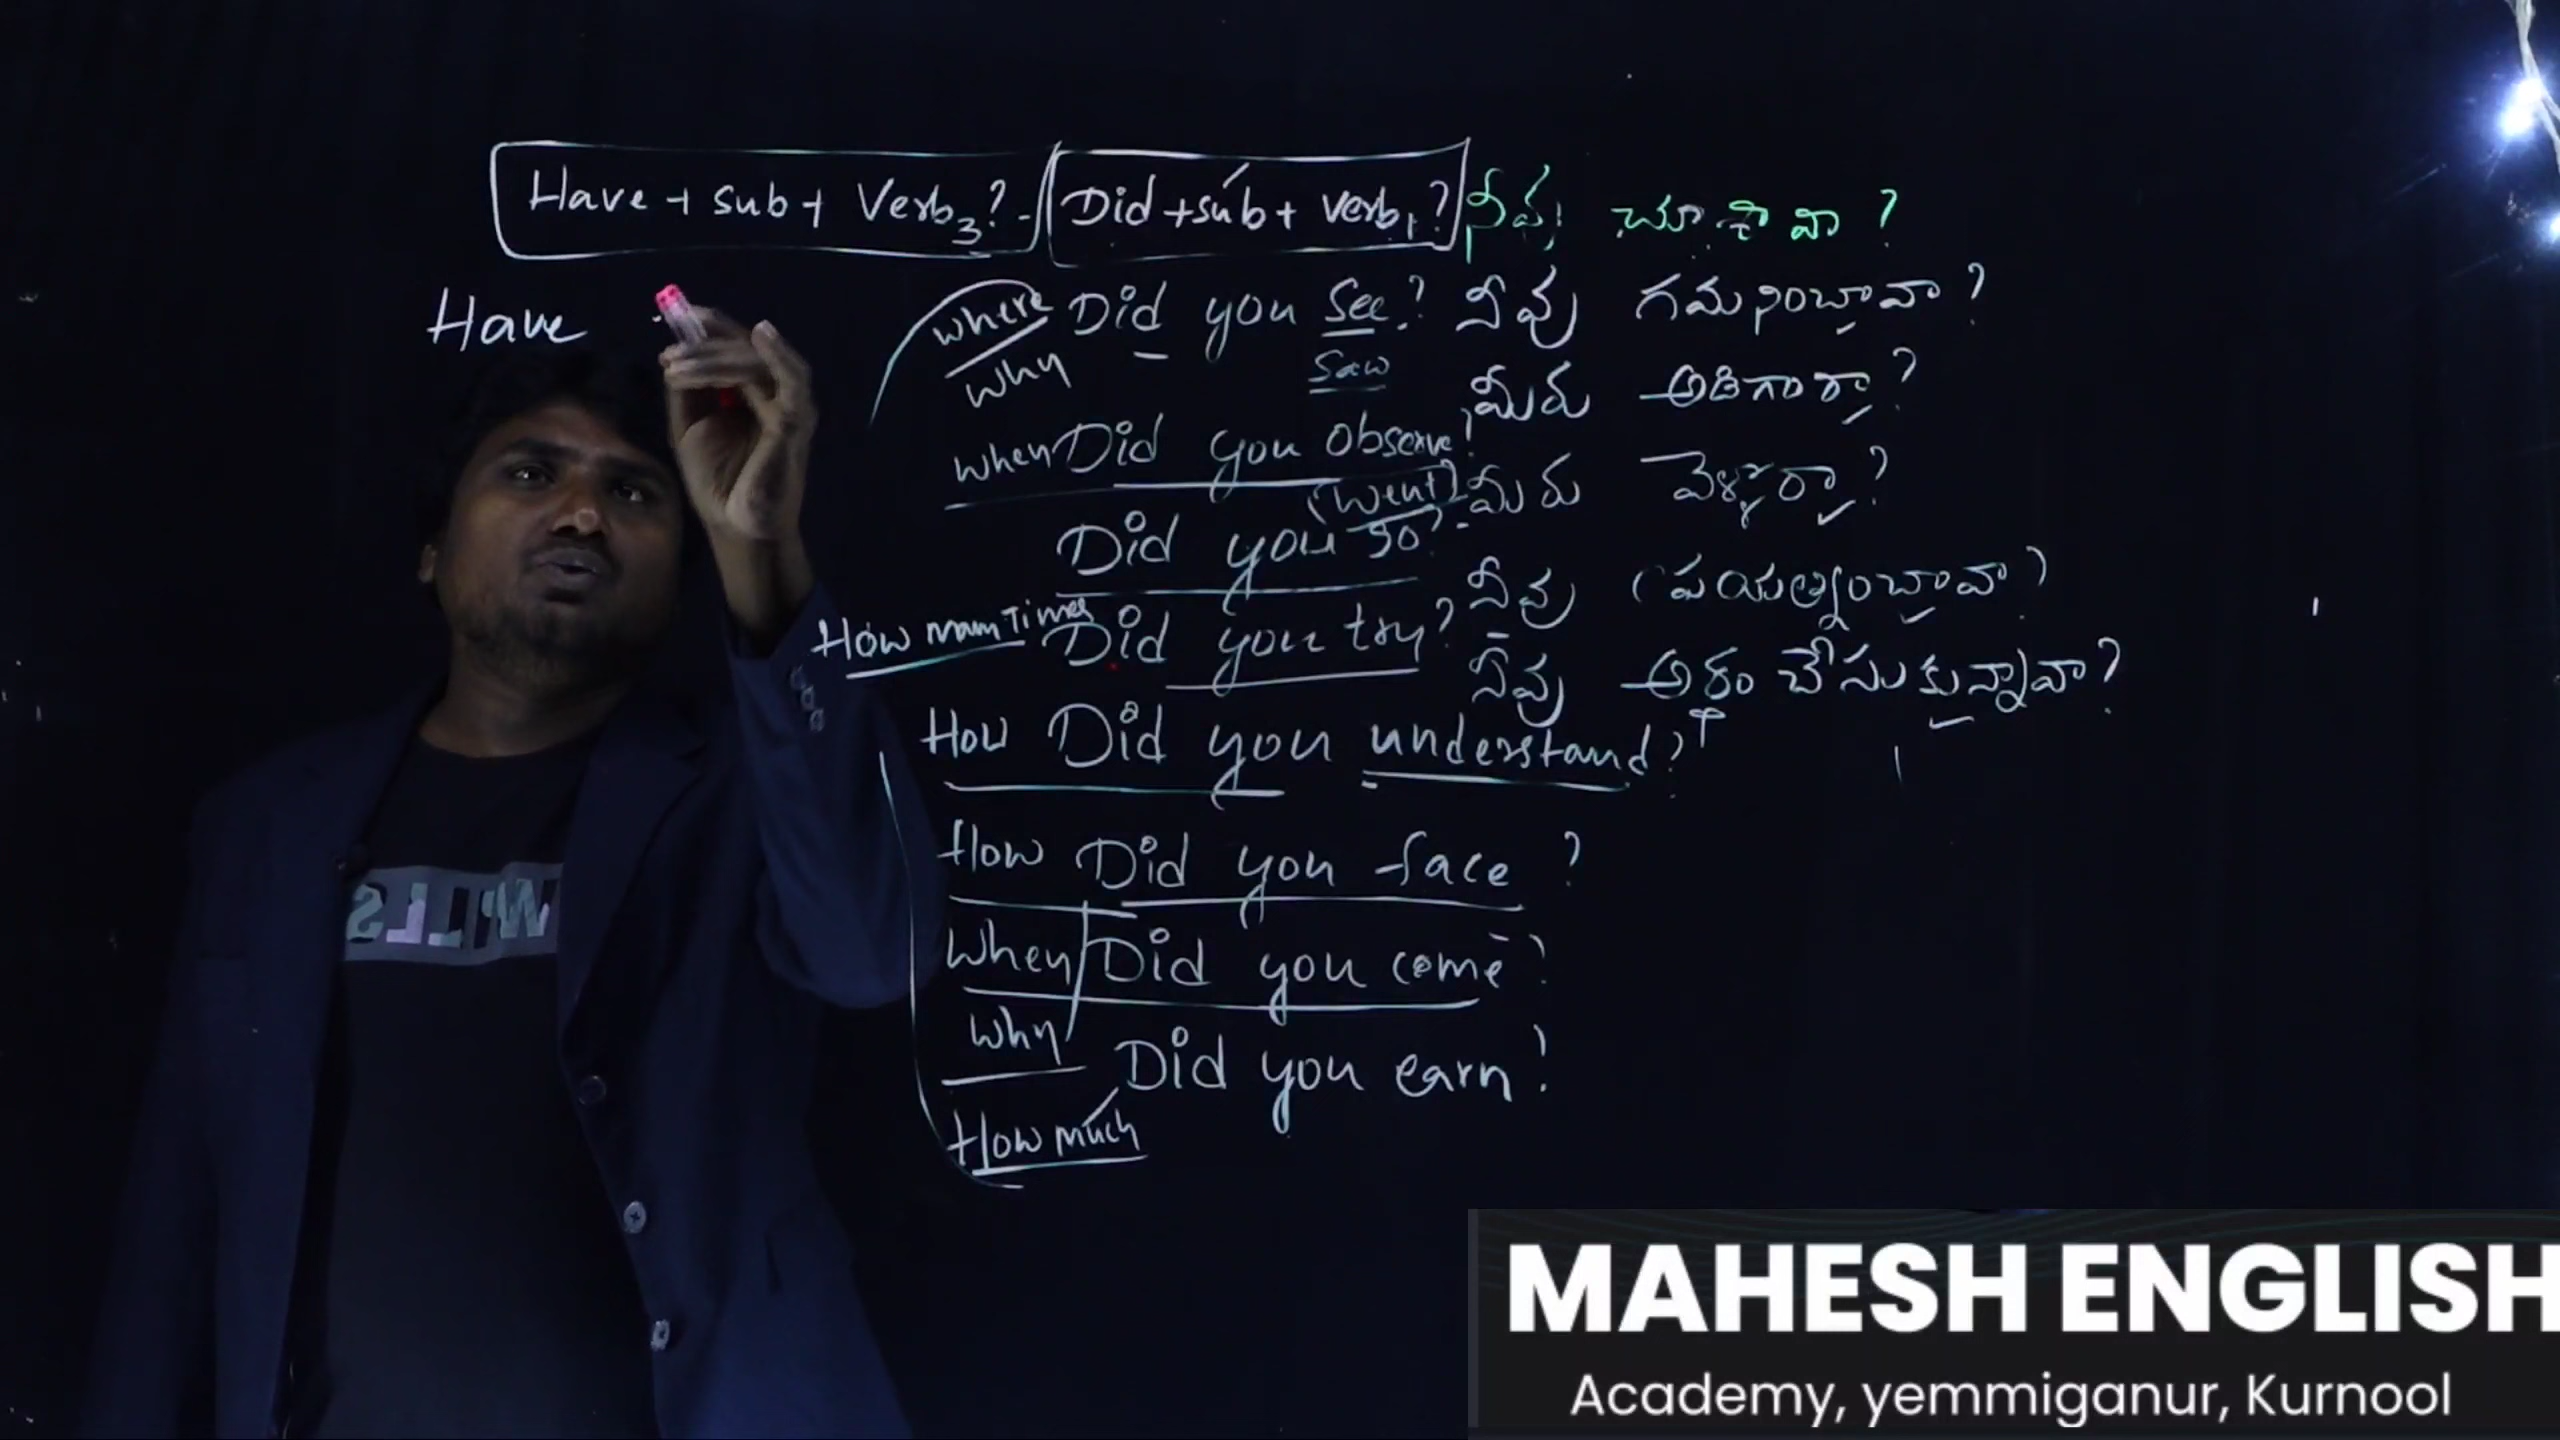 Have + sub + Verb3? - Did + sub + verb1? నీవు చూశావా?
Have
where Did you see? నీవు గమనించావా?
why saw
మీరు అడిగారా?
when Did you observe?
(went) మీరు వెళ్ళారా?
Did you go? -
నీవు ప్రయత్నించావా?
How many Times Did you try?
నీవు అర్థం చేసుకున్నావా?
How Did you understand?
How Did you face ?
When Did you come?
why
Did you earn?
How much
WILLS
MAHESH ENGLISH
Academy, yemmiganur, Kurnool